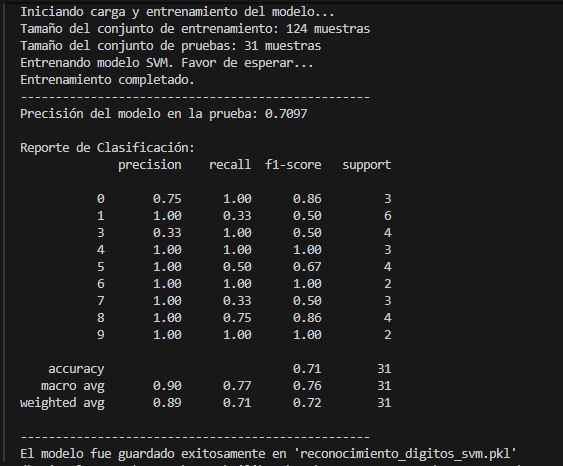 Iniciando carga y entrenamiento del modelo...
Tamaño del conjunto de entrenamiento: 124 muestras
Tamaño del conjunto de pruebas: 31 muestras
Entrenando modelo SVM. Favor de esperar...
Entrenamiento completado.
--------------------------------------------------
Precisión del modelo en la prueba: 0.7097
Reporte de Clasificación:
precision recall f1-score support
0 0.75 1.00 0.86 3
1 1.00 0.33 0.50 6
3 0.33 1.00 0.50 4
4 1.00 1.00 1.00 3
5 1.00 0.50 0.67 4
6 1.00 1.00 1.00 2
7 1.00 0.33 0.50 3
8 1.00 0.75 0.86 4
9 1.00 1.00 1.00 2
accuracy 0.71 31
macro avg 0.90 0.77 0.76 31
weighted avg 0.89 0.71 0.72 31
--------------------------------------------------
El modelo fue guardado exitosamente en 'reconocimiento_digitos_svm.pkl'